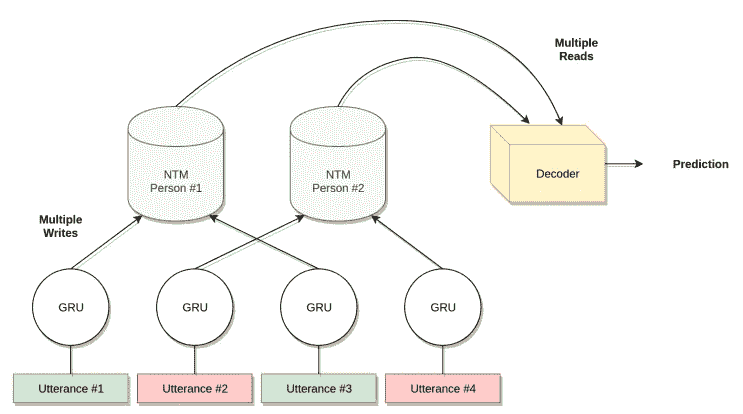 Multiple
Reads
NTM
Person #1
NTM
Person #2
Decoder
Prediction
Multiple
Writes
GRU
GRU
GRU
GRU
Utterance #1
Utterance #2
Utterance #3
Utterance #4